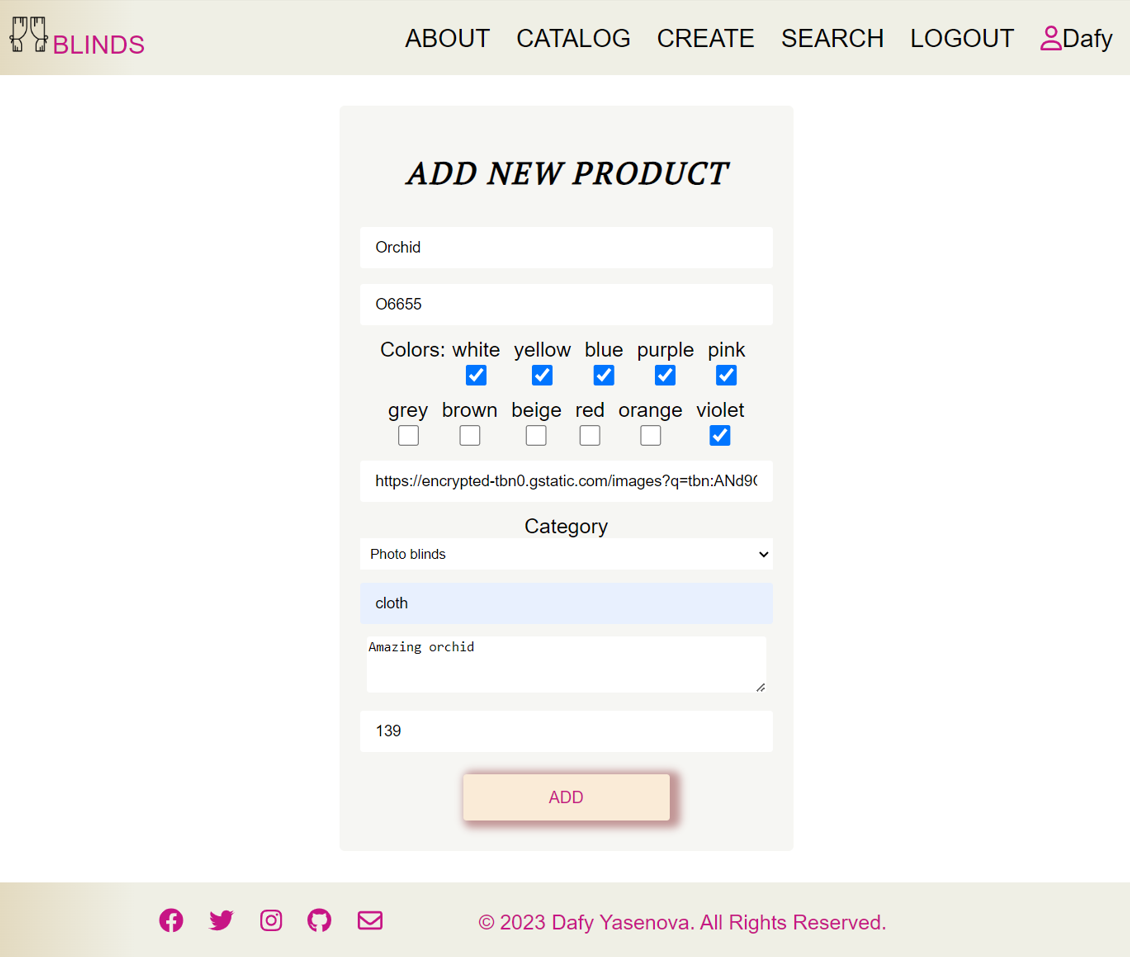 BLINDS
ABOUT CATALOG CREATE SEARCH LOGOUT Dafy
ADD NEW PRODUCT
Orchid
O6655
Colors: white yellow blue purple pink
grey brown beige red orange violet
https://encrypted-tbn0.gstatic.com/images?q=tbn:ANd9G
Category
Photo blinds
cloth
Amazing orchid
139
ADD
© 2023 Dafy Yasenova. All Rights Reserved.